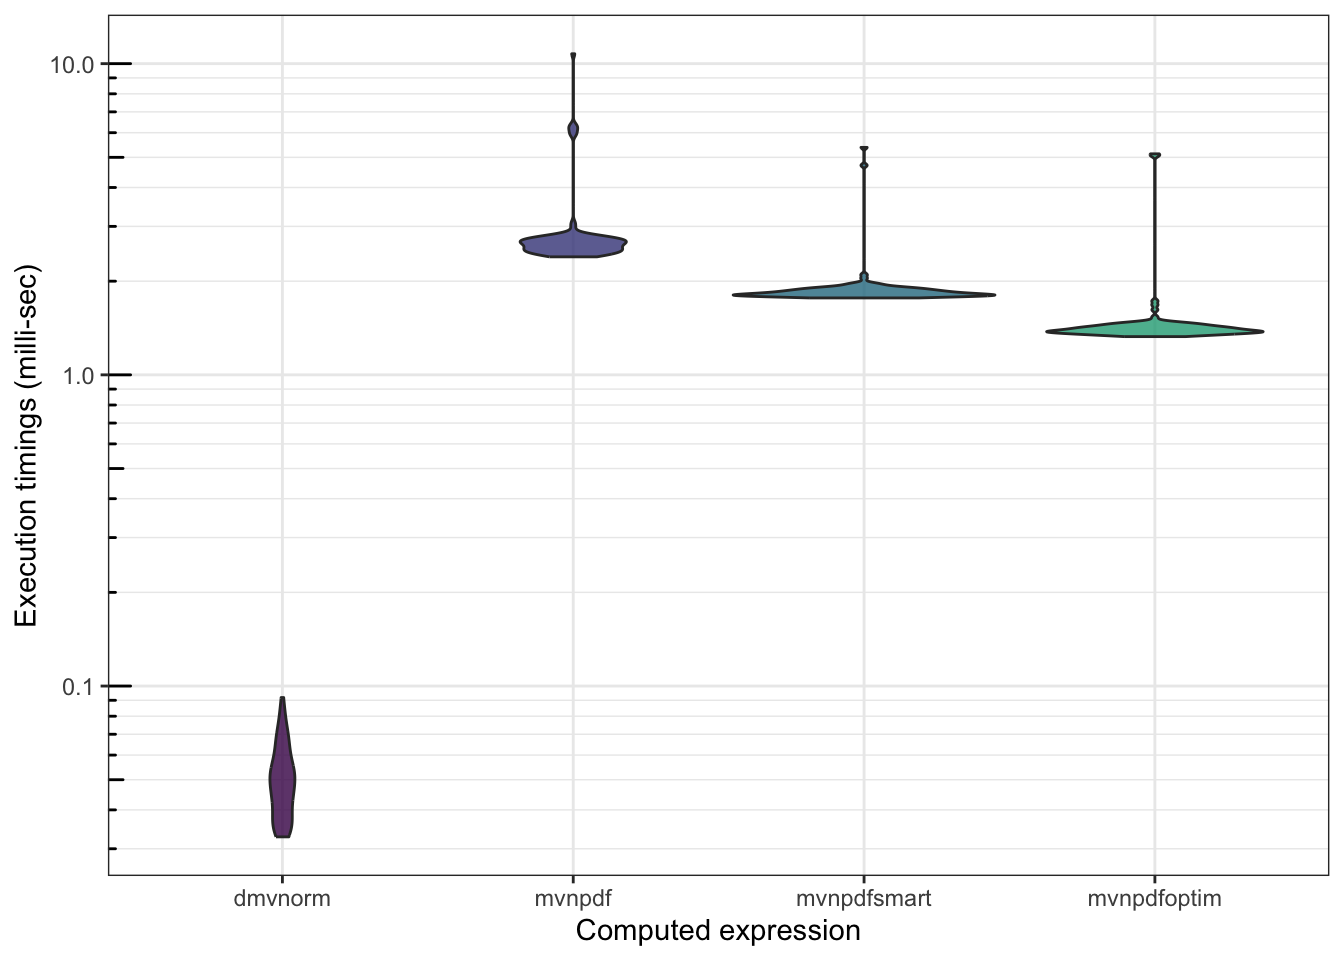 Execution timings (milli-sec)
10.0
1.0
0.1
dmvnorm mvnpdf mvnpdfsmart mvnpdfoptim
Computed expression